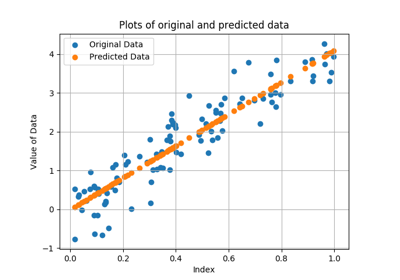 Plots of original and predicted data
Original Data
Predicted Data
Value of Data
4
3
2
1
0
−1
0.0 0.2 0.4 0.6 0.8 1.0
Index